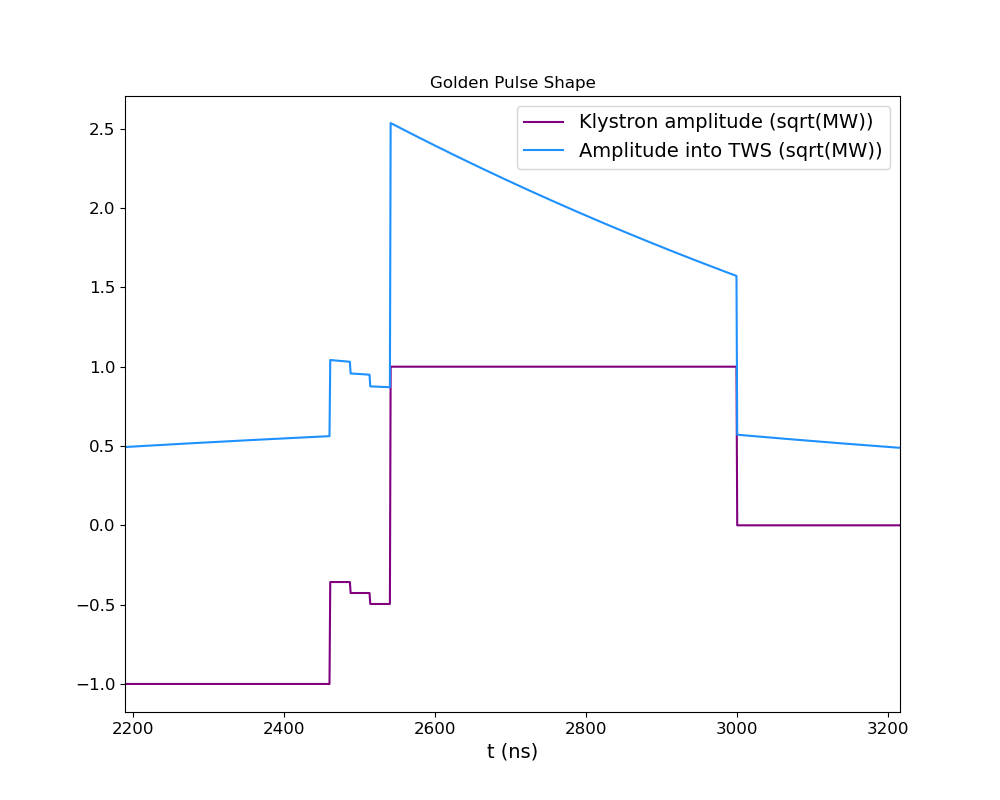 Golden Pulse Shape
Klystron amplitude (sqrt(MW))
Amplitude into TWS (sqrt(MW))
2.5
2.0
1.5
1.0
0.5
0.0
−0.5
−1.0
2200 2400 2600 2800 3000 3200
t (ns)